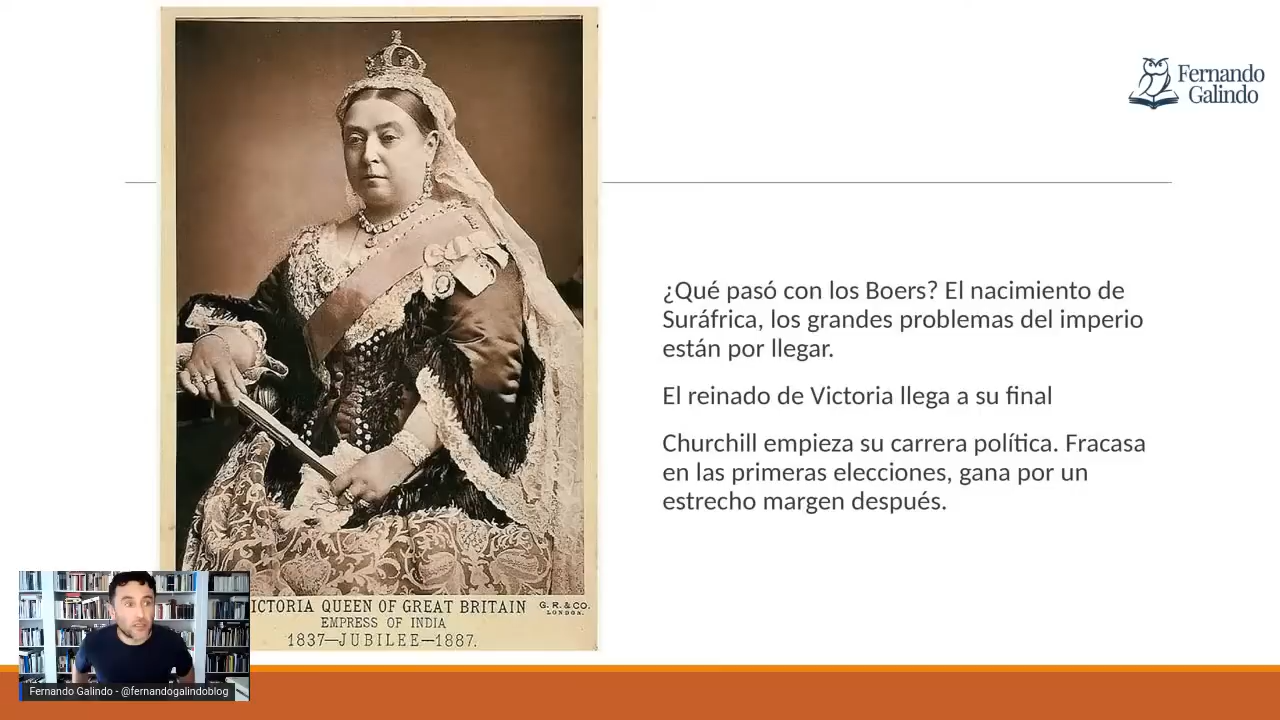 Fernando
Galindo
¿Qué pasó con los Boers? El nacimiento de
Suráfrica, los grandes problemas del imperio
están por llegar.
El reinado de Victoria llega a su final
Churchill empieza su carrera política. Fracasa
en las primeras elecciones, gana por un
estrecho margen después.
ICTORIA QUEEN OF GREAT BRITAIN
G. R. & CO.
LONDON.
EMPRESS OF INDIA
1837—JUBILEE—1887.
Fernando Galindo - @fernandogalindoblog